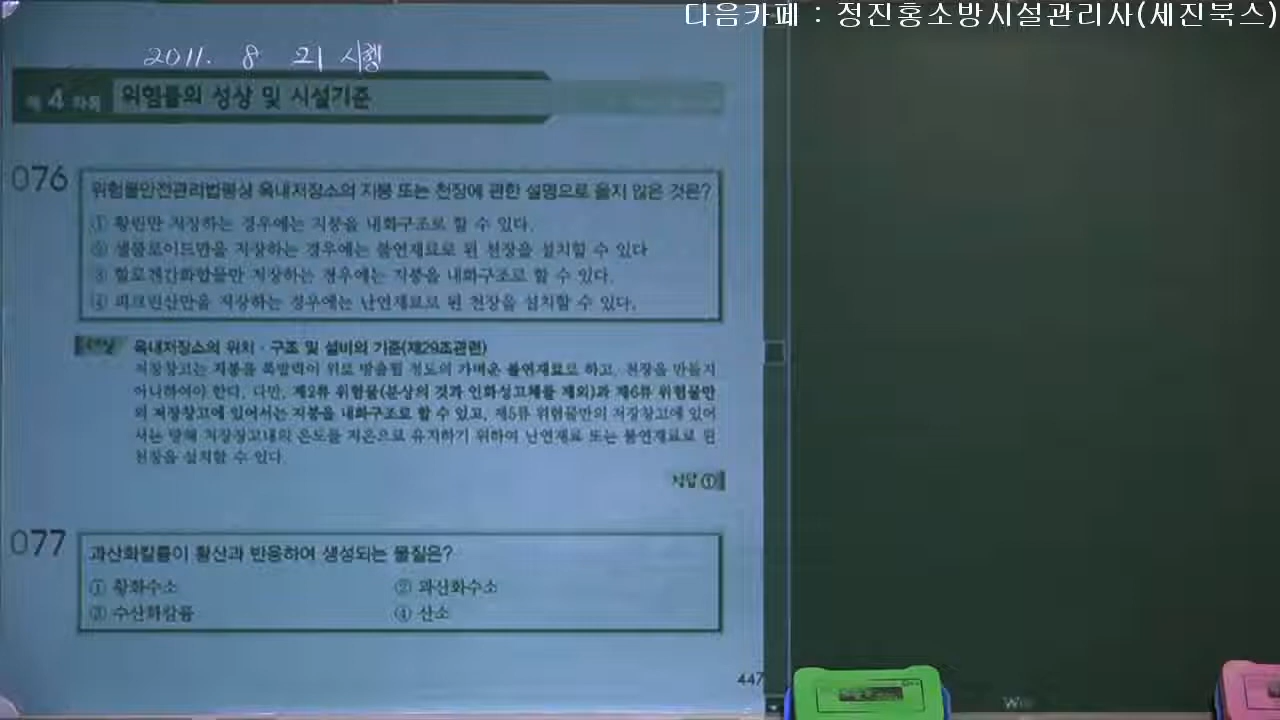 다음카페 : 정진홍소방시설관리사(세진북스)
2011. 8 21 시행
제 4 과목 위험물의 성상 및 시설기준
076 위험물안전관리법령상 옥내저장소의 지붕 또는 천장에 관한 설명으로 옳지 않은 것은?
① 황린만 저장하는 경우에는 지붕을 내화구조로 할 수 있다.
② 셀룰로이드만을 저장하는 경우에는 불연재료로 된 천장을 설치할 수 있다
③ 할로겐간화합물만 저장하는 경우에는 지붕을 내화구조로 할 수 있다.
④ 피크린산만을 저장하는 경우에는 난연재료로 된 천장을 설치할 수 있다.
해설 옥내저장소의 위치·구조 및 설비의 기준(제29조관련)
저장창고는 지붕을 폭발력이 위로 방출될 정도의 가벼운 불연재료로 하고, 천장을 만들지
아니하여야 한다. 다만, 제2류 위험물(분상의 것과 인화성고체를 제외)과 제6류 위험물만
의 저장창고에 있어서는 지붕을 내화구조로 할 수 있고, 제5류 위험물만의 저장창고에 있어
서는 당해 저장창고내의 온도를 저온으로 유지하기 위하여 난연재료 또는 불연재료로 된
천장을 설치할 수 있다.
정답 ①
077 과산화칼륨이 황산과 반응하여 생성되는 물질은?
① 황화수소 ② 과산화수소
③ 수산화칼륨 ④ 산소
447